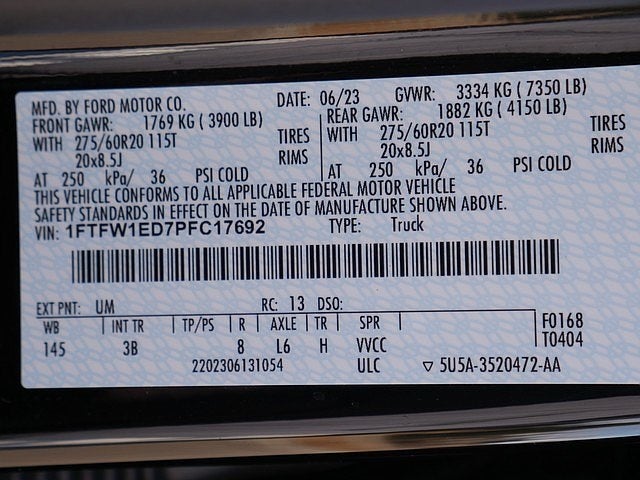 MFD. BY FORD MOTOR CO. DATE: 06/23 GVWR: 3334 KG ( 7350 LB)
FRONT GAWR: 1769 KG ( 3900 LB) REAR GAWR: 1882 KG ( 4150 LB)
WITH 275/60R20 115T TIRES WITH 275/60R20 115T TIRES
20x8.5J RIMS 20x8.5J RIMS
AT 250 kPa/ 36 PSI COLD AT 250 kPa/ 36 PSI COLD
THIS VEHICLE CONFORMS TO ALL APPLICABLE FEDERAL MOTOR VEHICLE
SAFETY STANDARDS IN EFFECT ON THE DATE OF MANUFACTURE SHOWN ABOVE.
VIN: 1FTFW1ED7PFC17692 TYPE: Truck
EXT PNT: UM RC: 13 DSO:
WB INT TR TP/PS R AXLE TR SPR F0168
145 3B 8 L6 H VVCC T0404
2202306131054 ULC ▽ 5U5A-3520472-AA